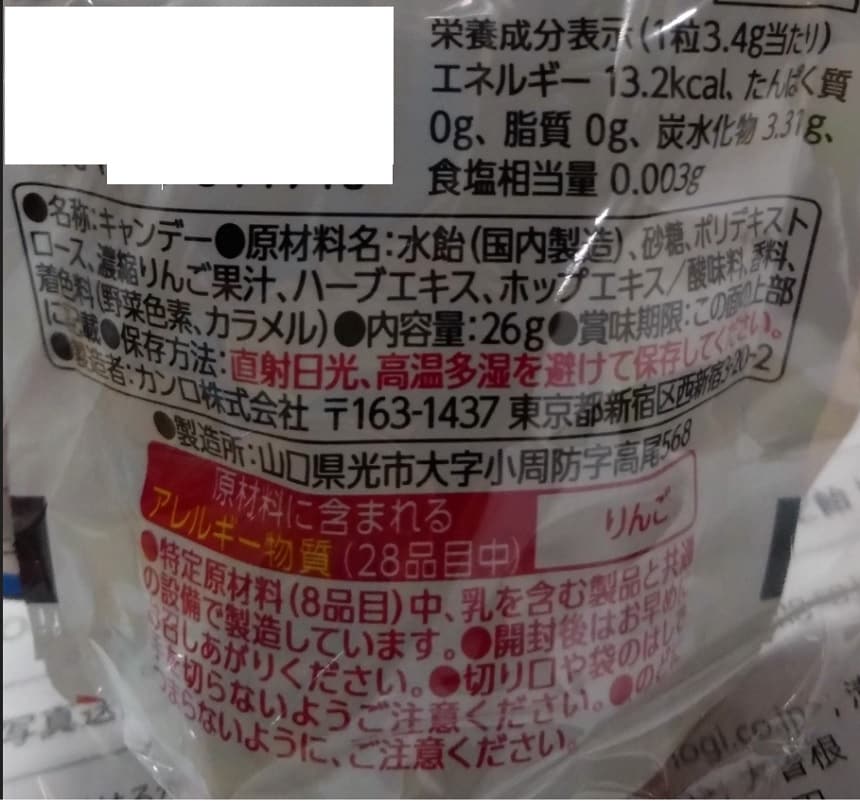 栄養成分表示(1粒3.4g当たり)
エネルギー 13.2kcal、たんぱく質
0g、脂質 0g、炭水化物 3.31g、
食塩相当量 0.003g
●名称:キャンデー●原材料名:水飴(国内製造)、砂糖、ポリデキスト
ロース、濃縮りんご果汁、ハーブエキス、ホップエキス/酸味料、香料、
着色料(野菜色素、カラメル)●内容量:26g●賞味期限:この面の上部
に記載●保存方法:直射日光、高温多湿を避けて保存してください。
●製造者:カンロ株式会社 〒163-1437 東京都新宿区西新宿3-20-2
●製造所:山口県光市大字小周防字高尾568
原材料に含まれる
アレルギー物質(28品目中)
りんご
●特定原材料(8品目)中、乳を含む製品と共通
の設備で製造しています。●開封後はお早め
召しあがりください。●切り口や袋のはし
を切らないようご注意ください。●のど
つまらないように、ご注意ください。
写真送
nogi.co.jp